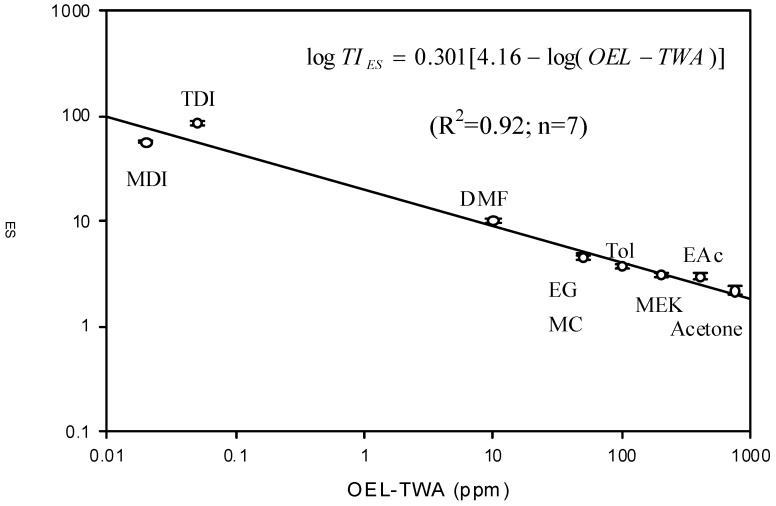 1000
log TI ES = 0.301[4.16 − log( OEL − TWA )]
TDI
100
(R²=0.92; n=7)
MDI
DMF
10
ES
Tol
EAc
EG
MEK
MC
1
Acetone
0.1
0.01 0.1 1 10 100 1000
OEL-TWA (ppm)